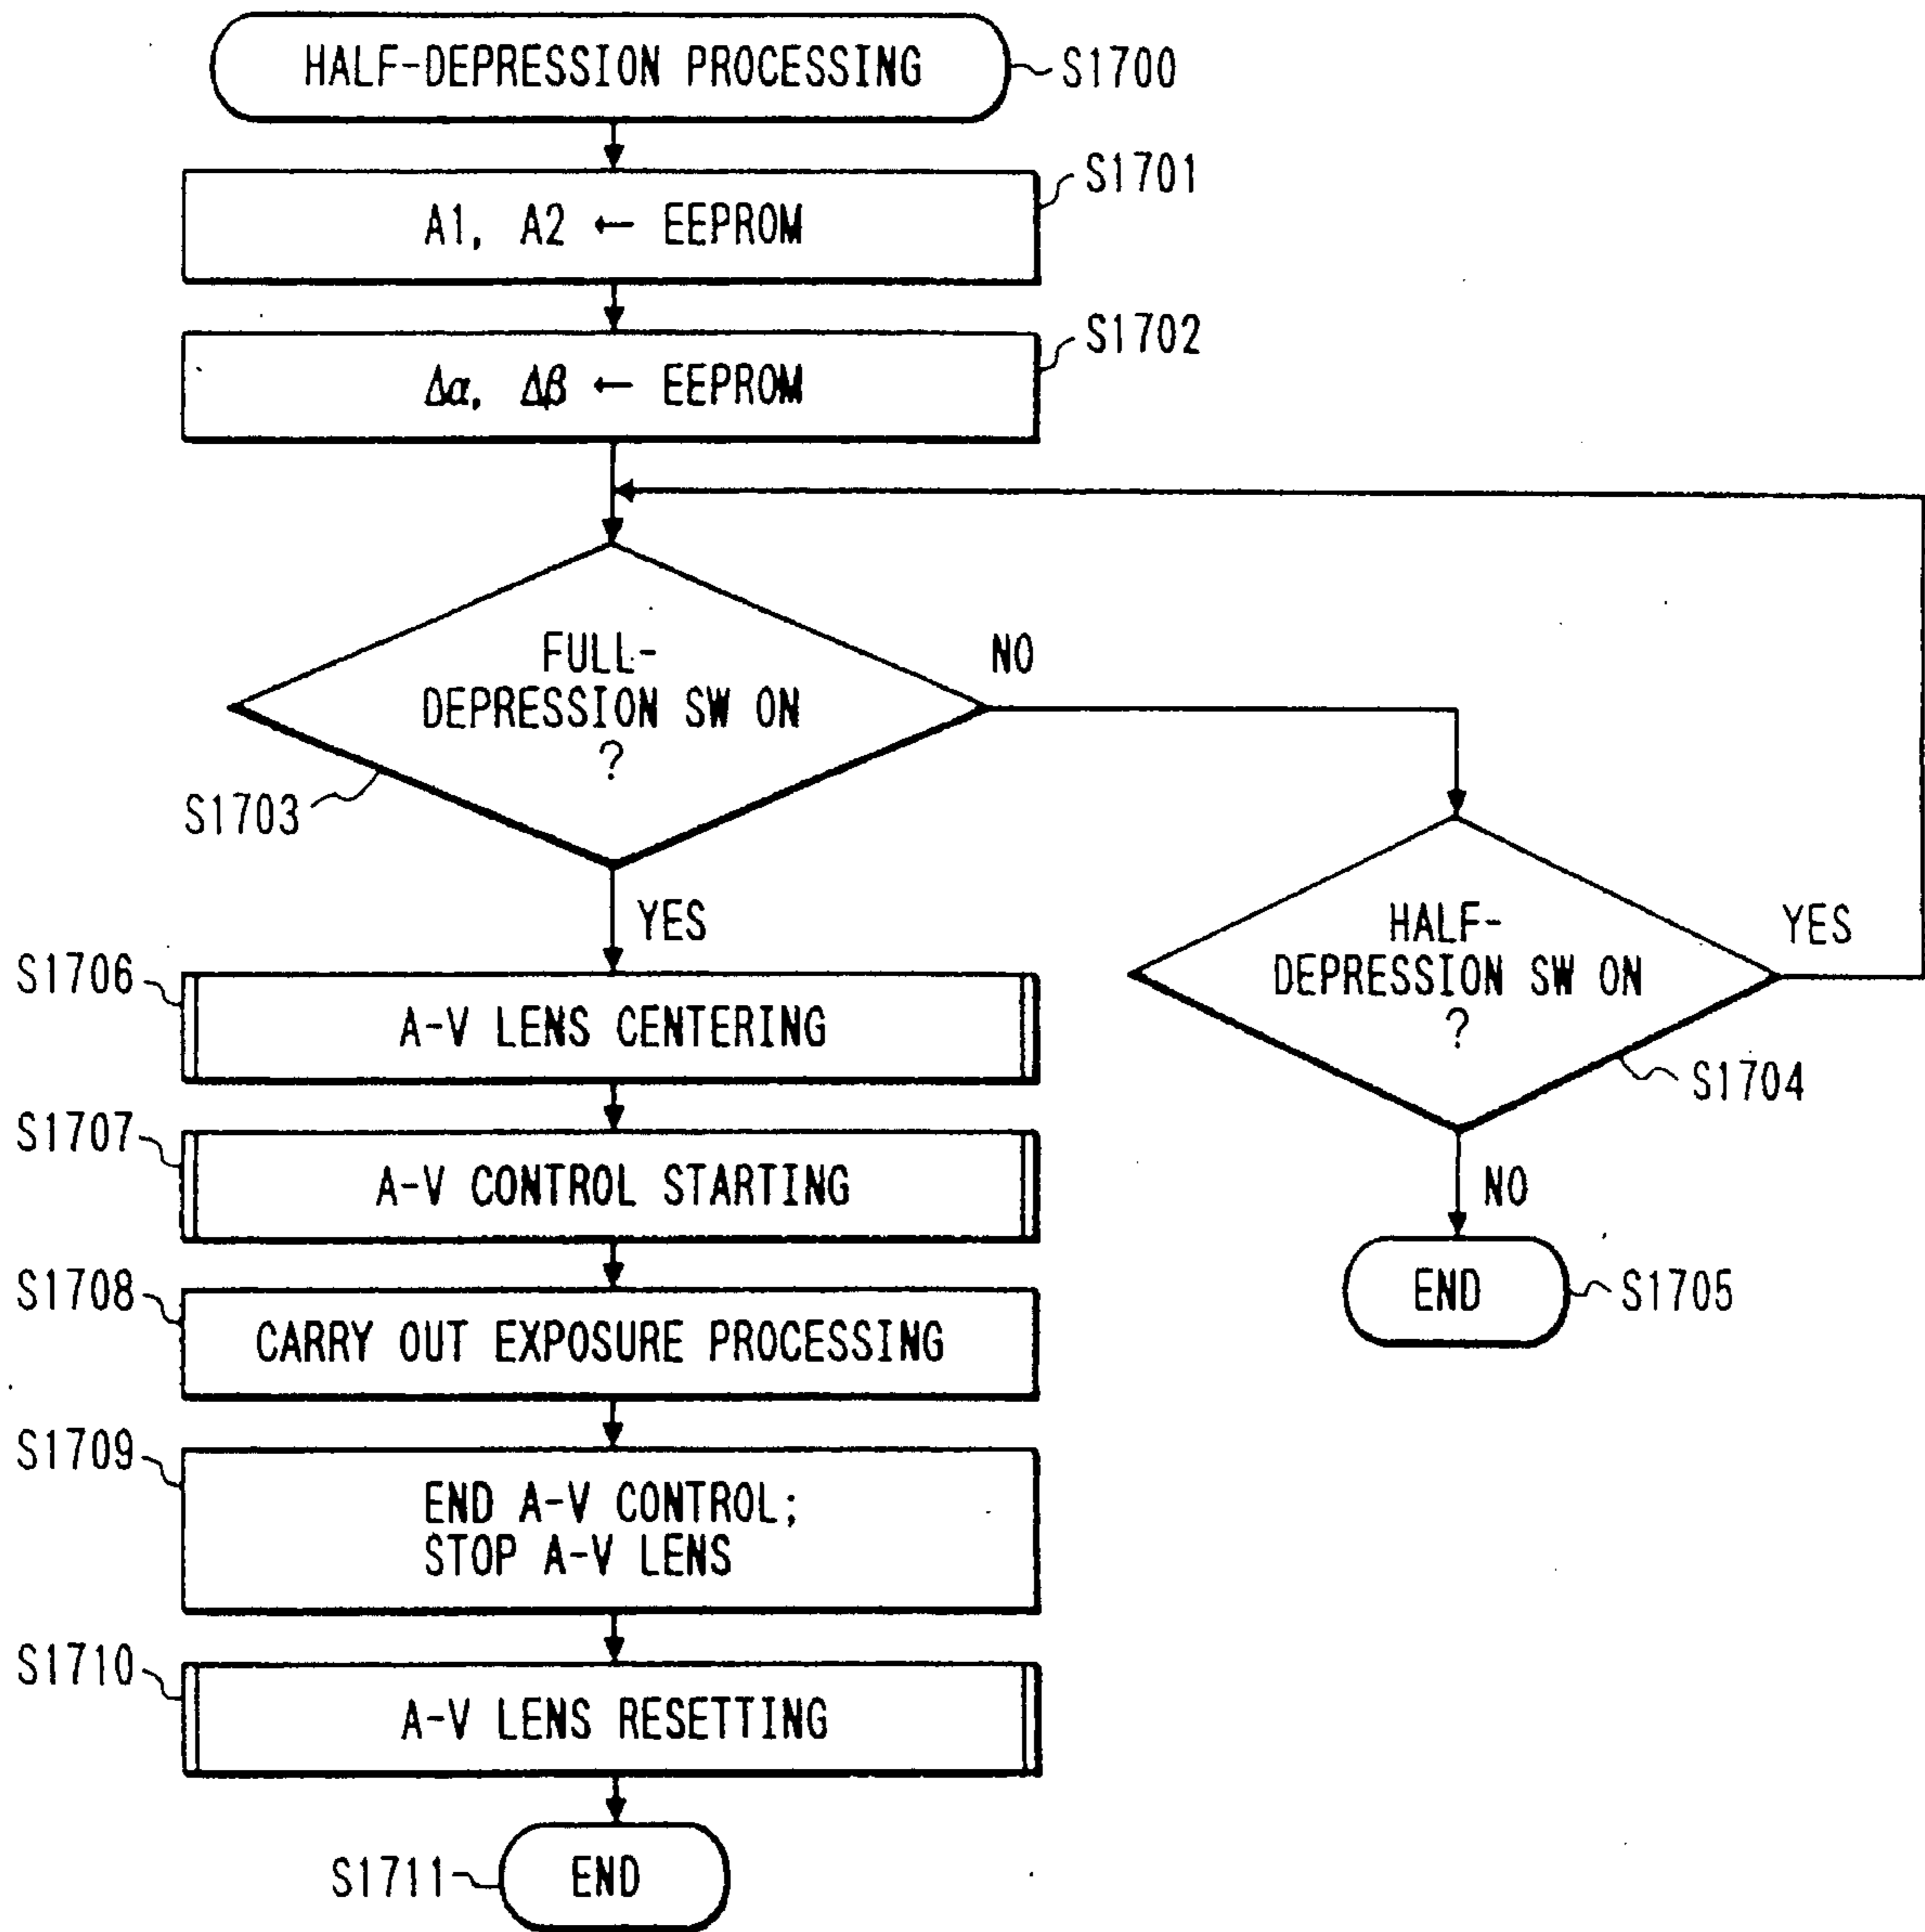 HALF-DEPRESSION PROCESSING
S1700
S1701
A1, A2 ← EEPROM
S1702
Δα, Δβ ← EEPROM
FULL-
DEPRESSION SW ON
?
NO
S1703
YES
HALF-
DEPRESSION SW ON
?
YES
S1704
NO
END
S1705
S1706
A-V LENS CENTERING
S1707
A-V CONTROL STARTING
S1708
CARRY OUT EXPOSURE PROCESSING
S1709
END A-V CONTROL;
STOP A-V LENS
S1710
A-V LENS RESETTING
S1711
END